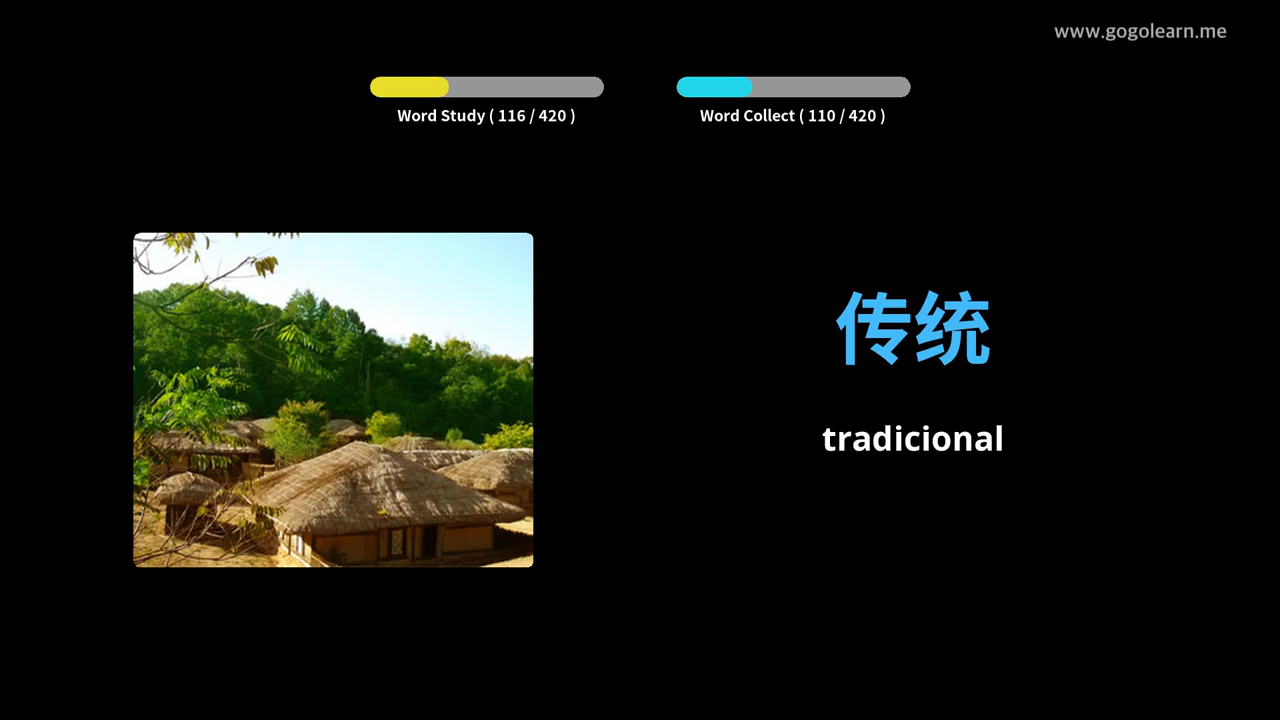 www.gogolearn.me
Word Study ( 116 / 420 )
Word Collect ( 110 / 420 )
传统
tradicional